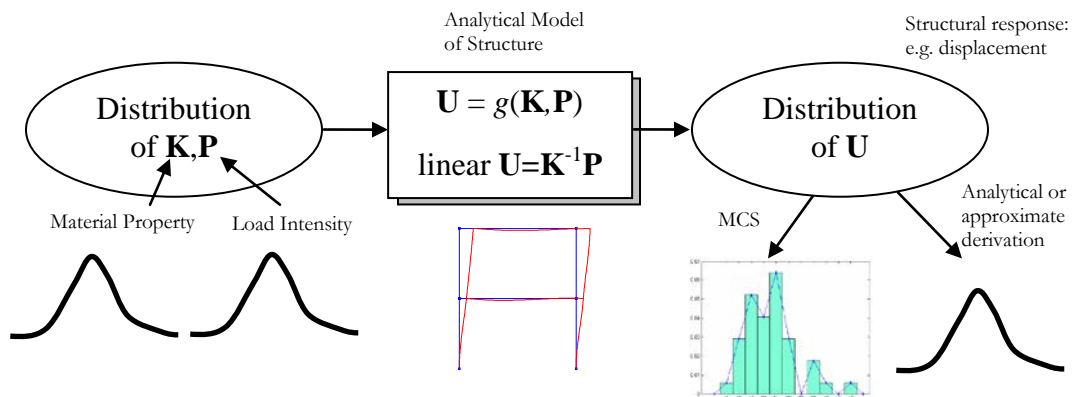 Analytical Model
of Structure
Structural response:
e.g. displacement
Distribution
of K,P
U = g(K,P)
linear U=K⁻¹P
Distribution
of U
Material Property
Load Intensity
MCS
Analytical or
approximate
derivation